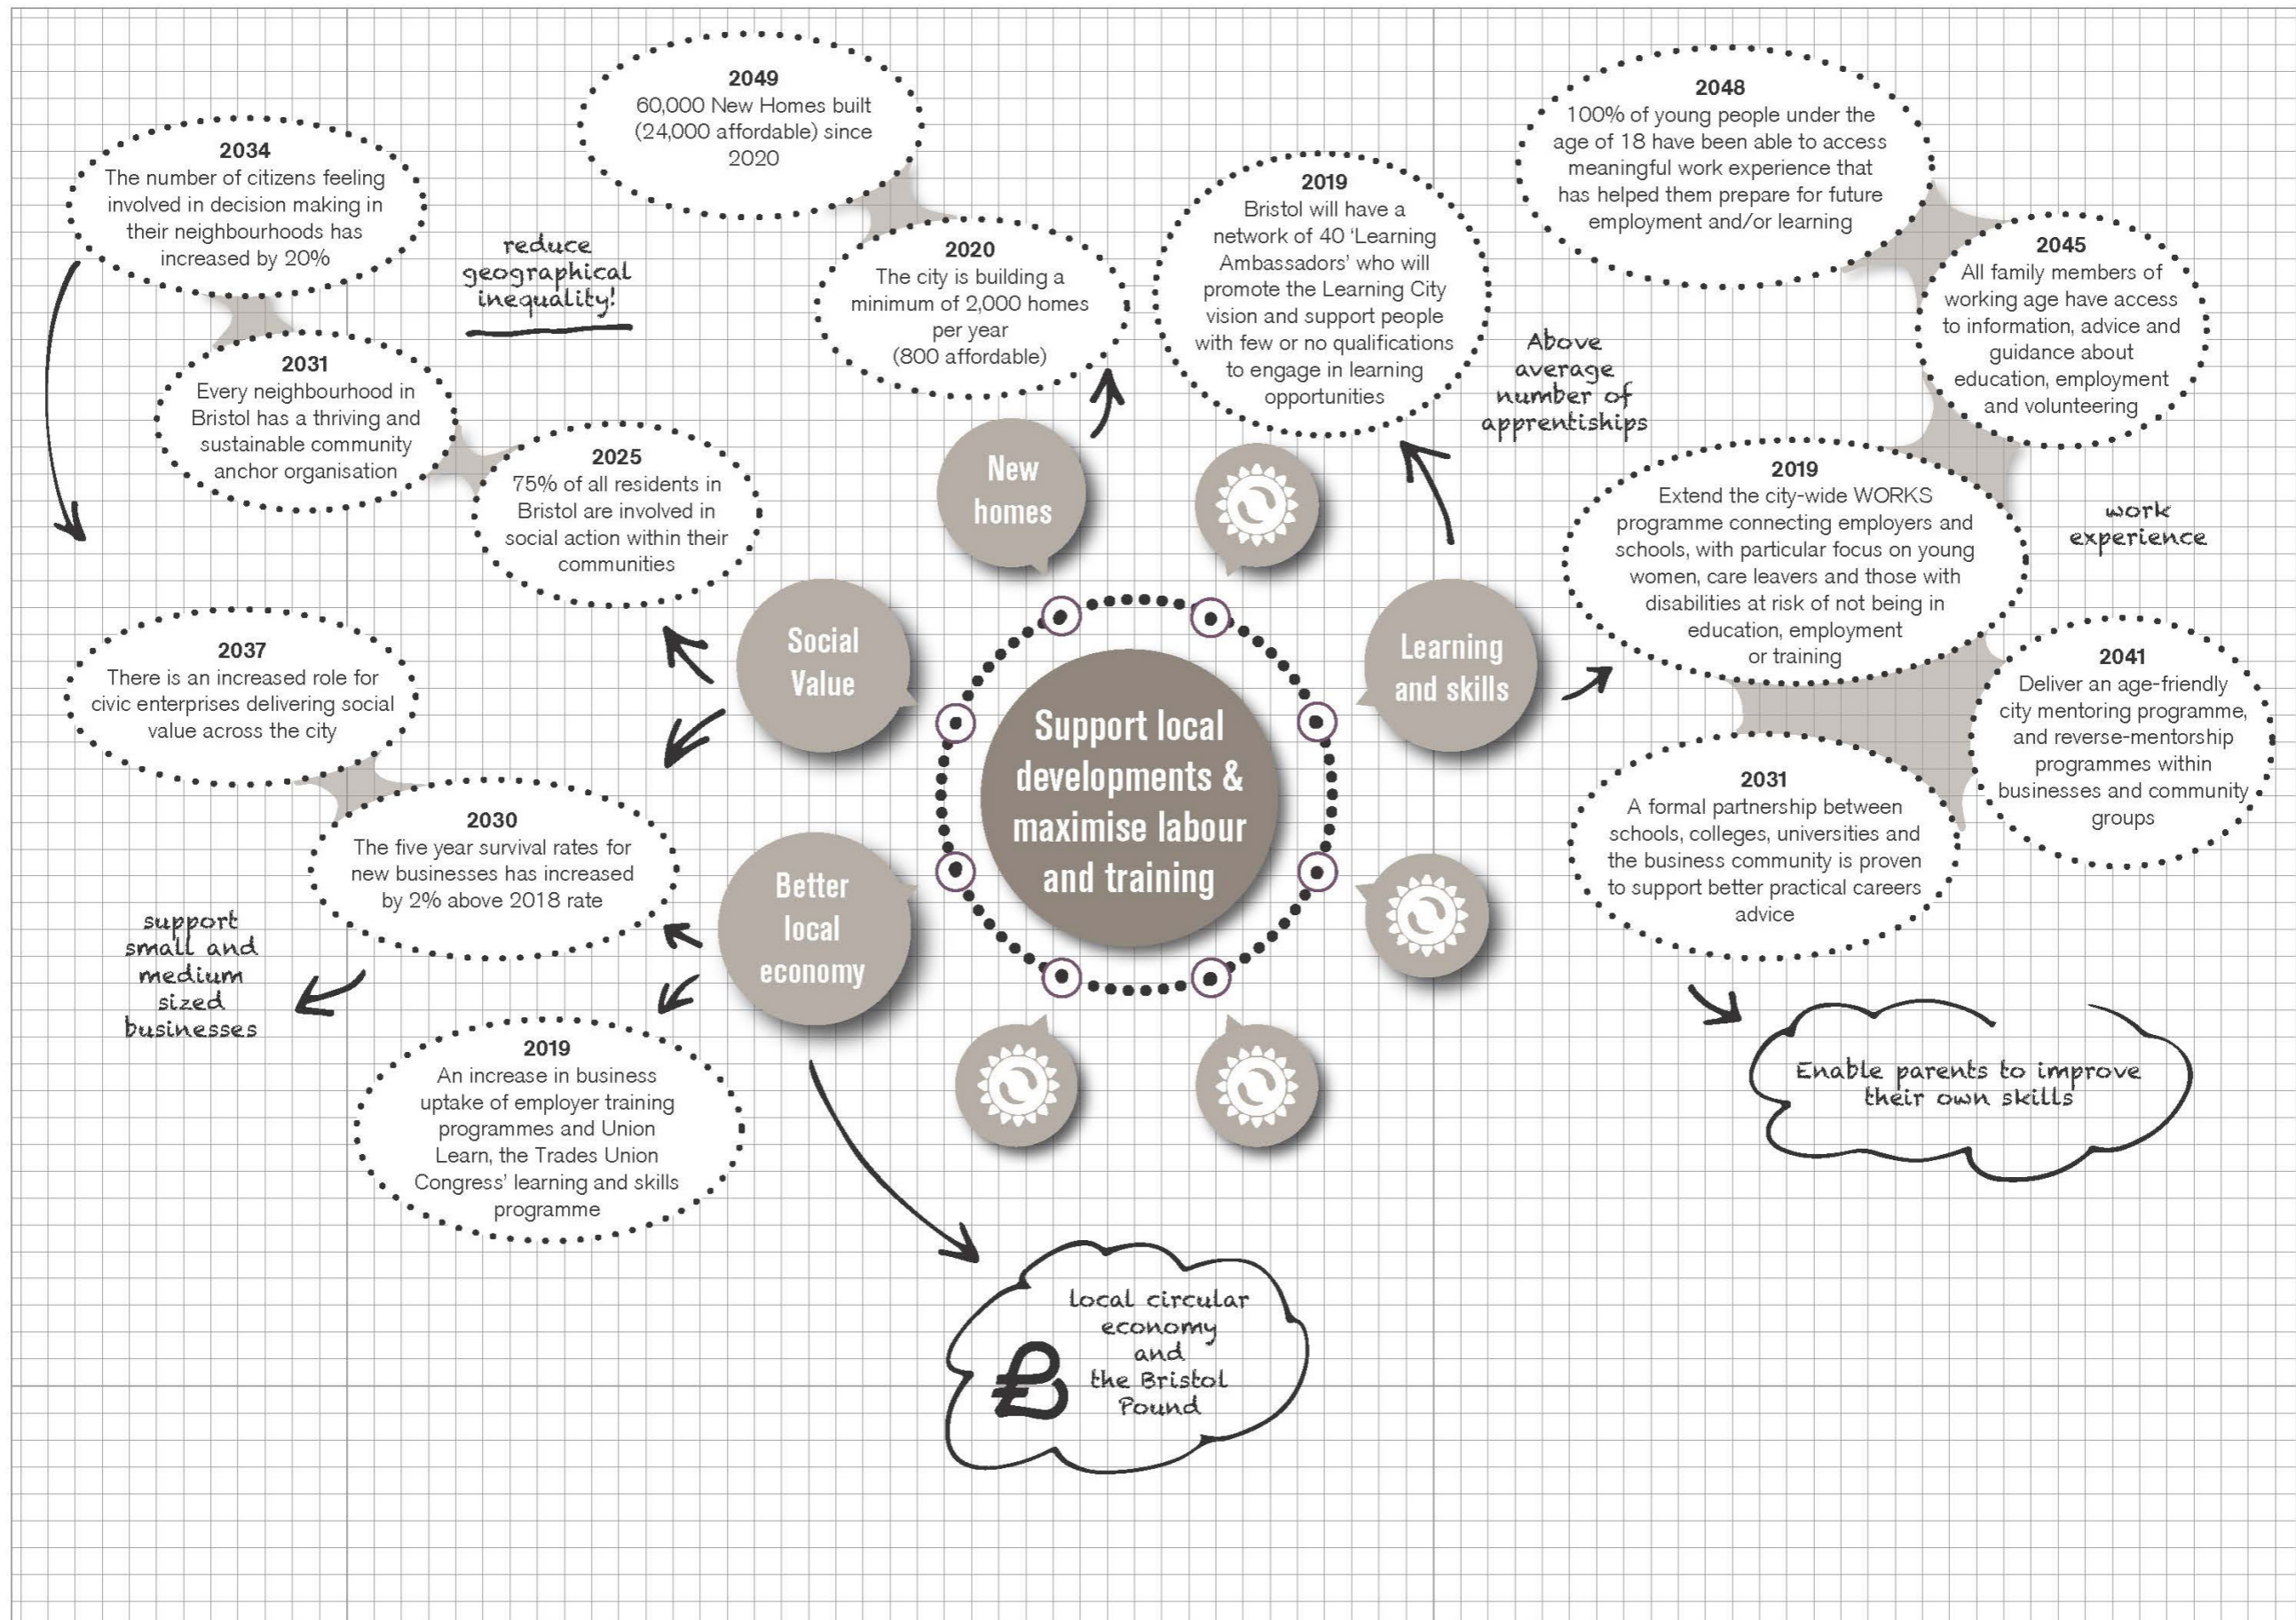 2049
60,000 New Homes built
(24,000 affordable) since
2020
2034
The number of citizens feeling
involved in decision making in
their neighbourhoods has
increased by 20%
reduce
geographical
inequality!
2020
The city is building a
minimum of 2,000 homes
per year
(800 affordable)
2019
Bristol will have a
network of 40 ‘Learning
Ambassadors’ who will
promote the Learning City
vision and support people
with few or no qualifications
to engage in learning
opportunities
2048
100% of young people under the
age of 18 have been able to access
meaningful work experience that
has helped them prepare for future
employment and/or learning
2045
All family members of
working age have access
to information, advice and
guidance about
education, employment
and volunteering
Above
average
number of
apprentiships
2031
Every neighbourhood in
Bristol has a thriving and
sustainable community
anchor organisation
2025
75% of all residents in
Bristol are involved in
social action within their
communities
New
homes
2019
Extend the city-wide WORKS
programme connecting employers and
schools, with particular focus on young
women, care leavers and those with
disabilities at risk of not being in
education, employment
or training
work
experience
Social
Value
Learning
and skills
2037
There is an increased role for
civic enterprises delivering social
value across the city
Support local
developments &
maximise labour
and training
2041
Deliver an age-friendly
city mentoring programme,
and reverse-mentorship
programmes within
businesses and community
groups
2031
A formal partnership between
schools, colleges, universities and
the business community is proven
to support better practical careers
advice
2030
The five year survival rates for
new businesses has increased
by 2% above 2018 rate
Better
local
economy
support
small and
medium
sized
businesses
2019
An increase in business
uptake of employer training
programmes and Union
Learn, the Trades Union
Congress’ learning and skills
programme
Enable parents to improve
their own skills
local circular
economy
and
the Bristol
Pound